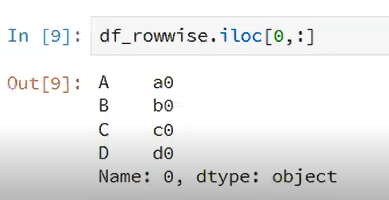 In [9]: df_rowwise.iloc[0,:]
Out[9]: A    a0
B    b0
C    c0
D    d0
Name: 0, dtype: object